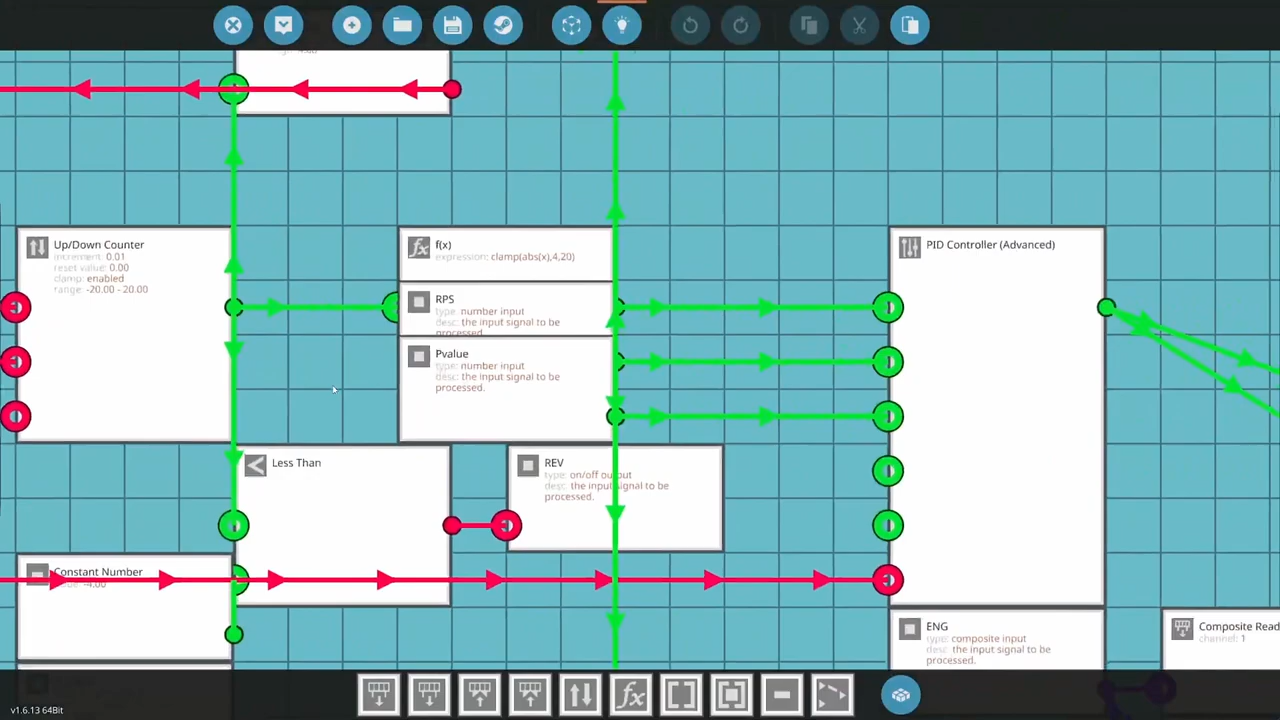 Up/Down Counter
increment: 0.01
reset value: 0.00
clamp: enabled
range: -20.00 - 20.00
f(x)
expression: clamp(abs(x),4,20)
RPS
type: number input
desc: the input signal to be
processed.
Pvalue
type: number input
desc: the input signal to be
processed.
PID Controller (Advanced)
Less Than
REV
type: on/off output
desc: the input signal to be
processed.
Constant Number
-4.00
ENG
type: composite input
desc: the input signal to be
processed.
Composite Read
channel: 1
v1.6.13 64Bit